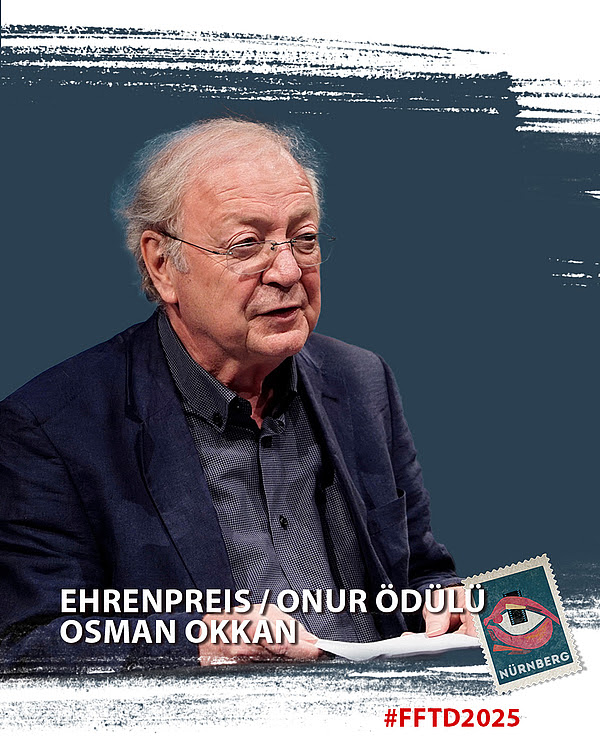 EHRENPREIS / ONUR ÖDÜLÜ
OSMAN OKKAN
NÜRNBERG
#FFTD2025